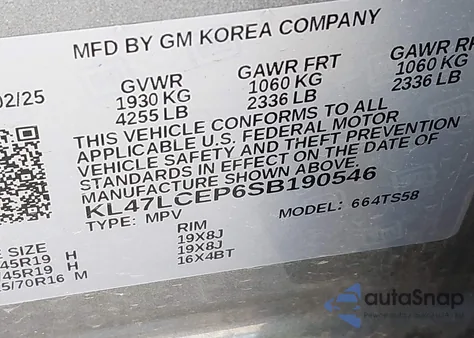 MFD BY GM KOREA COMPANY
02/25
GVWR GAWR FRT GAWR RR
1930 KG 1060 KG 1060 KG
4255 LB 2336 LB 2336 LB
THIS VEHICLE CONFORMS TO ALL
APPLICABLE U.S. FEDERAL MOTOR
VEHICLE SAFETY AND THEFT PREVENTION
STANDARDS IN EFFECT ON THE DATE OF
MANUFACTURE SHOWN ABOVE.
KL47LCEP6SB190546
TYPE: MPV MODEL: 664TS58
E SIZE RIM
45R19 H 19X8J
45R19 H 19X8J
5/70R16 M 16X4BT
autoSnap